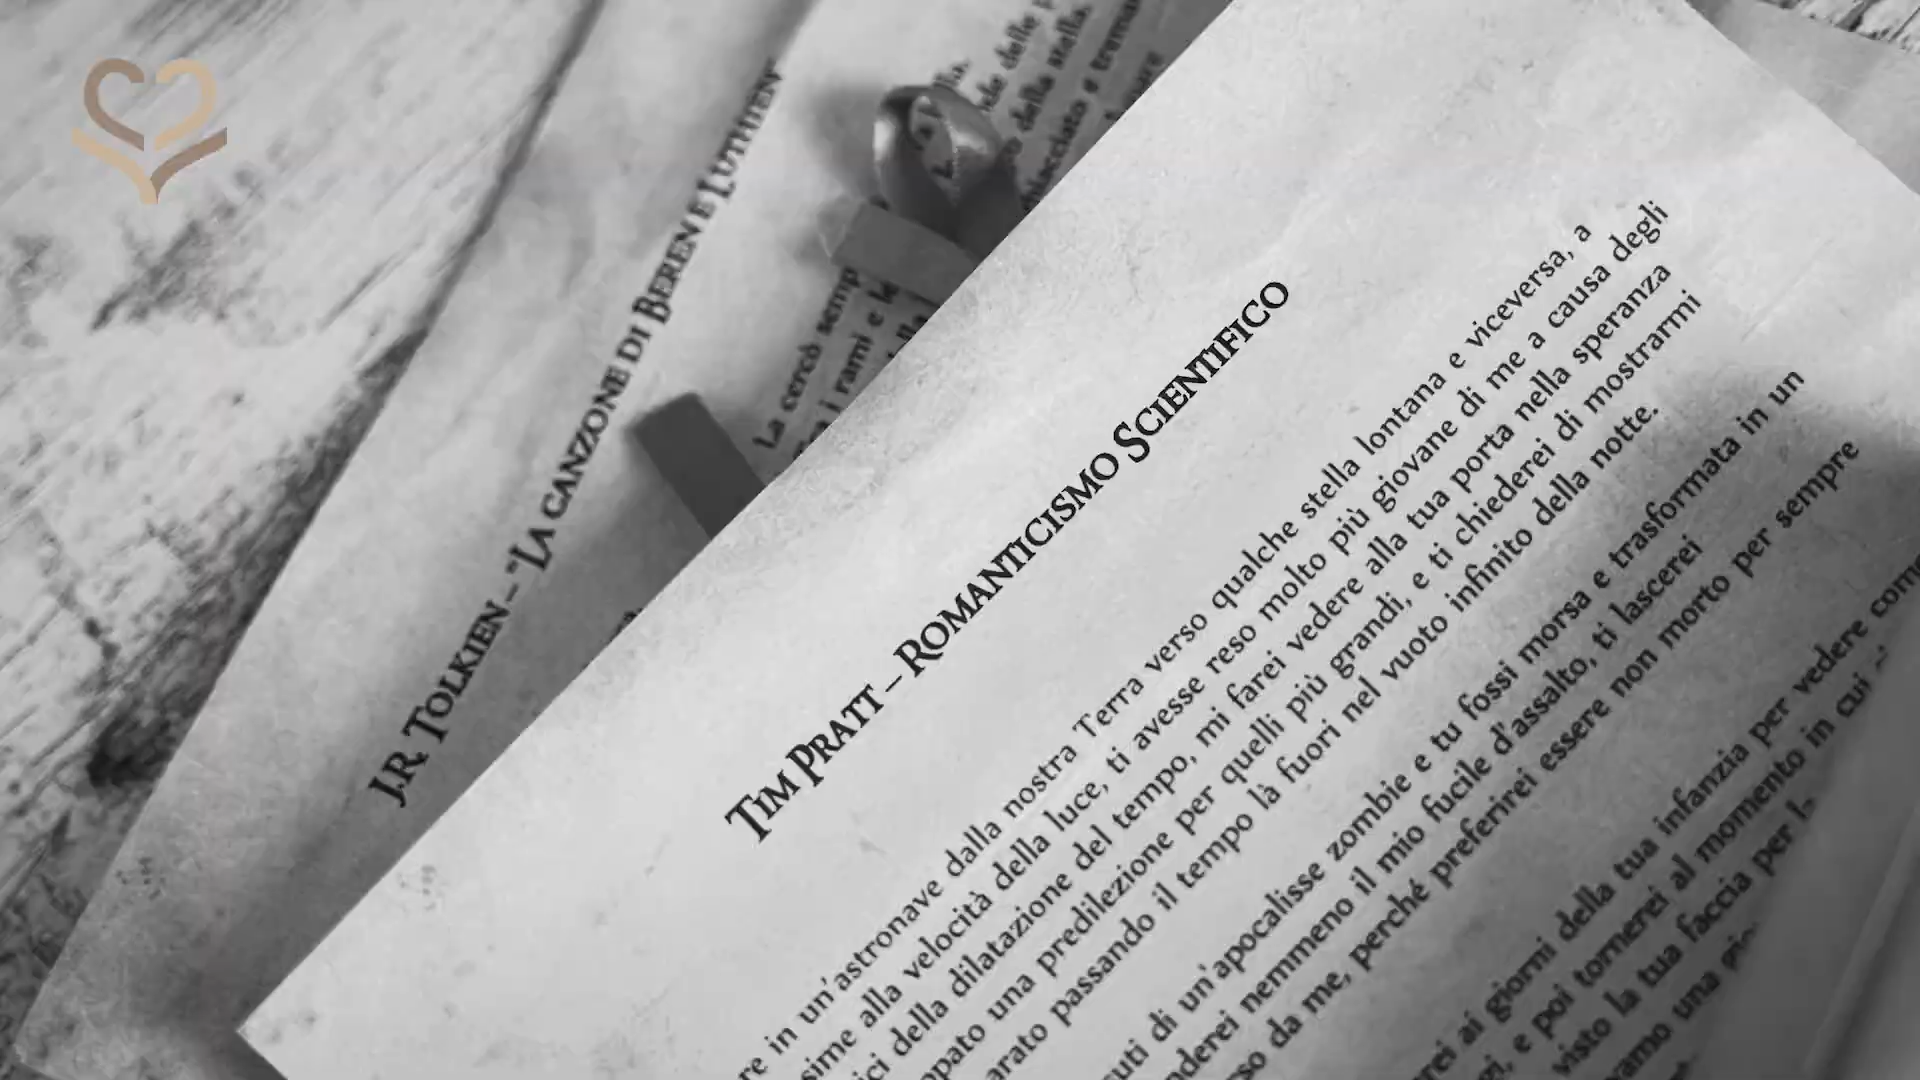 J.R. TOLKIEN – "LA CANZONE DI BEREN E LUTHIEN
La cercò
i rami e le
delle
della stella.
e
TIM PRATT – ROMANTICISMO SCIENTIFICO
in un'astronave dalla nostra Terra verso qualche stella lontana e viceversa, a
alla velocità della luce, ti avesse reso molto più giovane di me a causa degli
della dilatazione del tempo, mi farei vedere alla tua porta nella speranza
una predilezione per quelli più grandi, e ti chiederei di mostrarmi
passando il tempo là fuori nel vuoto infinito della notte.
di un'apocalisse zombie e tu fossi morsa e trasformata in un
nemmeno il mio fucile d'assalto, ti lascerei
da me, perché preferirei essere non morto per sempre
ai giorni della tua infanzia per vedere come
e poi tornerei al momento in cui
visto la tua faccia per
una